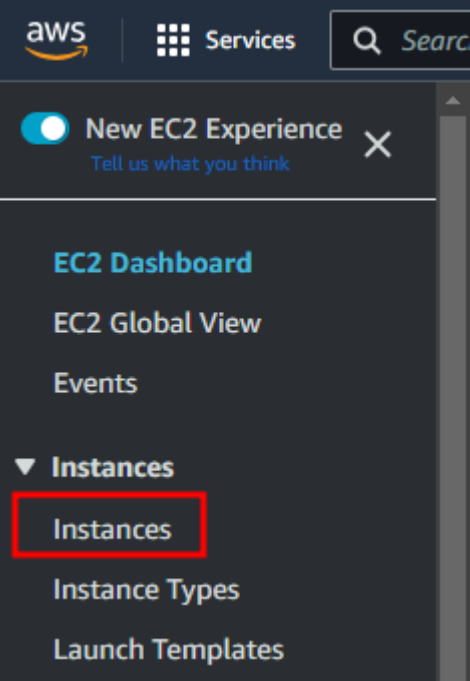 aws
Services
Searc
New EC2 Experience
Tell us what you think
EC2 Dashboard
EC2 Global View
Events
Instances
Instances
Instance Types
Launch Templates